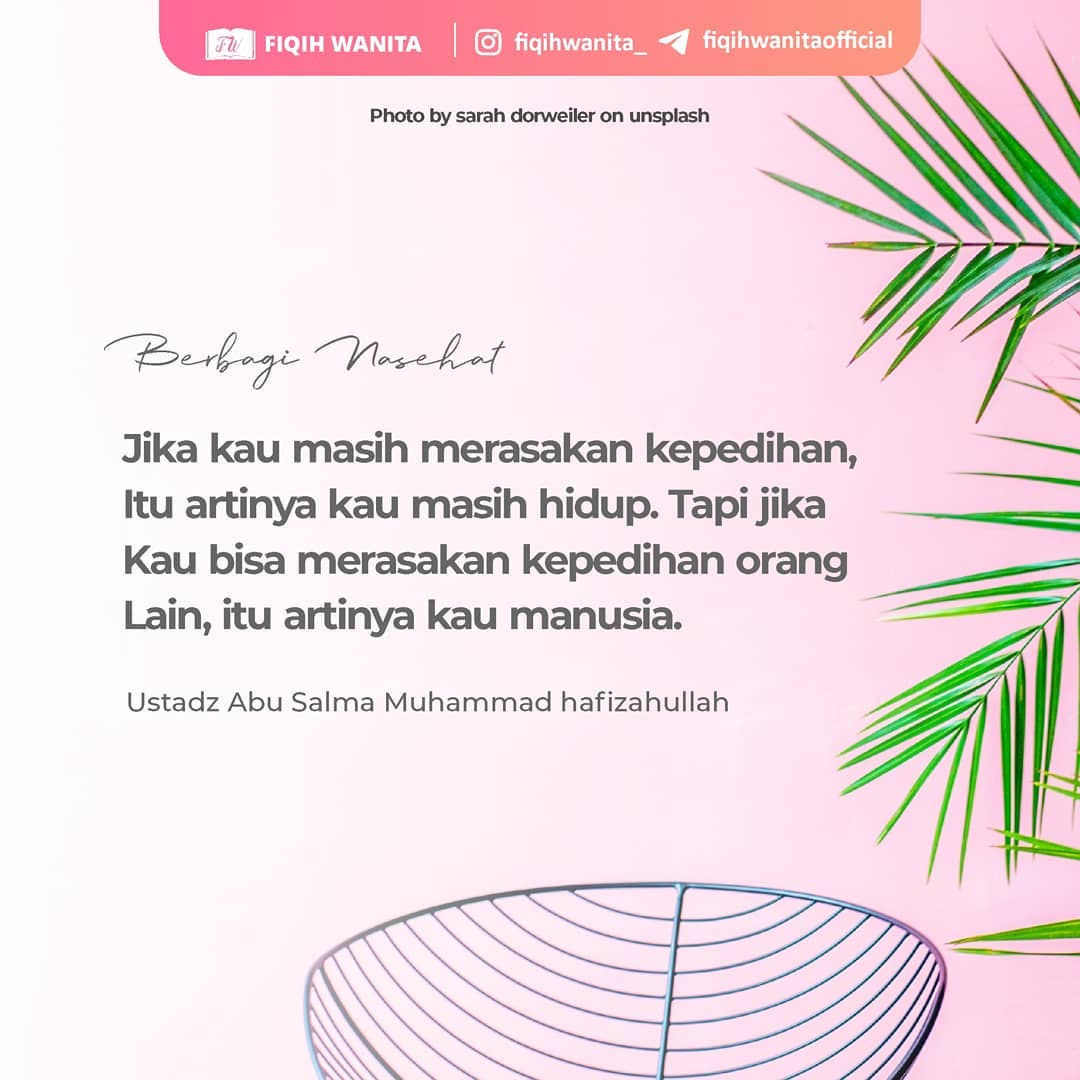 FW FIQIH WANITA fiqihwanita_ fiqihwanitaofficial
Photo by sarah dorweiler on unsplash
Berbagi Nasehat
Jika kau masih merasakan kepedihan,
Itu artinya kau masih hidup. Tapi jika
Kau bisa merasakan kepedihan orang
Lain, itu artinya kau manusia.
Ustadz Abu Salma Muhammad hafizahullah